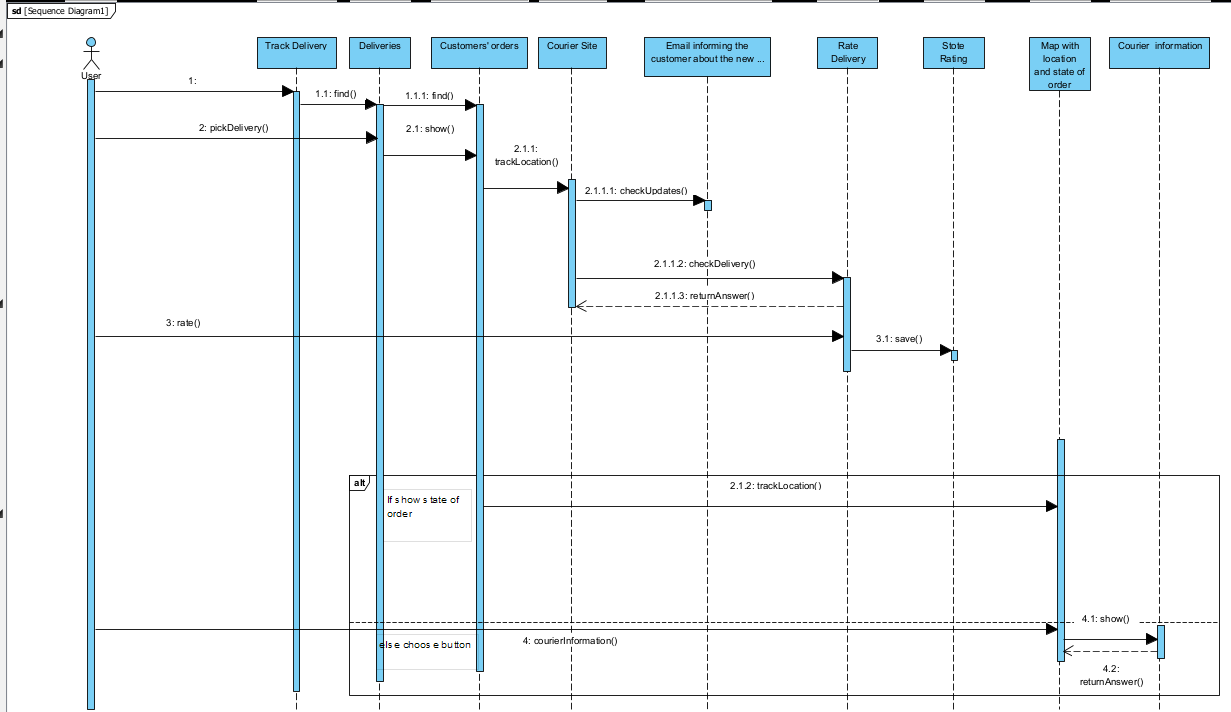 sd [Sequence Diagram1]
User
Track Delivery
Deliveries
Customers' orders
Courier Site
Email informing the
customer about the new ...
Rate
Delivery
Stote
Rating
Map with
location
and state of
order
Courier information
1:
1.1: find()
1.1.1: find()
2: pickDelivery()
2.1: show()
2.1.1:
trackLocation()
2.1.1.1: checkUpdates()
2.1.1.2: checkDelivery()
2.1.1.3: returnAnswer()
3: rate()
3.1: save()
alt
If show state of
order
2.1.2: trackLocation()
4.1: show()
else choose button
4: courierInformation()
4.2:
returnAnswer()